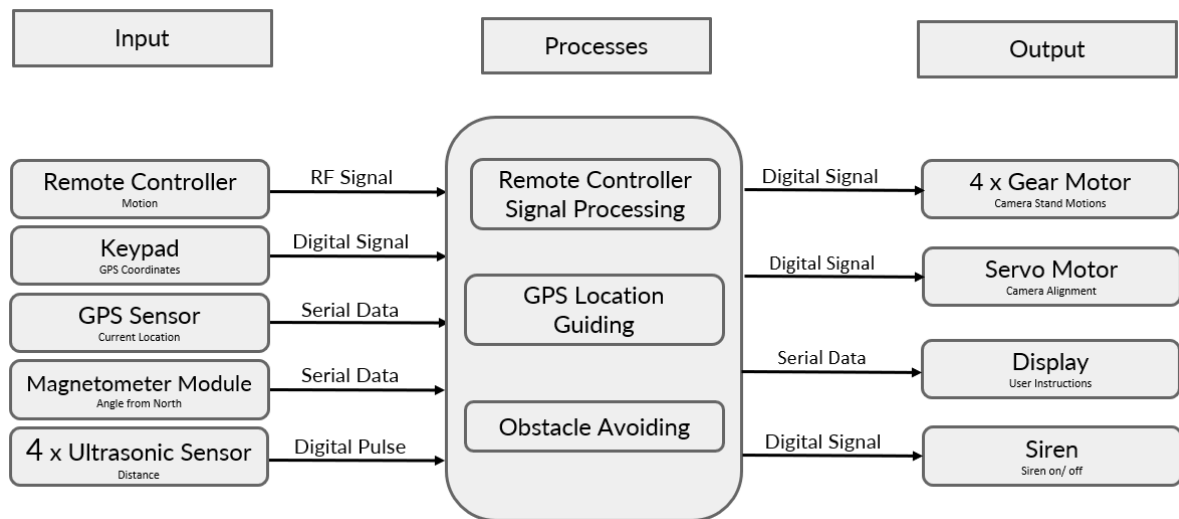 Input
Processes
Output
Remote Controller
Motion
RF Signal
Keypad
GPS Coordinates
Digital Signal
GPS Sensor
Current Location
Serial Data
Magnetometer Module
Angle from North
Serial Data
4 x Ultrasonic Sensor
Distance
Digital Pulse
Remote Controller
Signal Processing
GPS Location
Guiding
Obstacle Avoiding
Digital Signal
4 x Gear Motor
Camera Stand Motions
Digital Signal
Servo Motor
Camera Alignment
Serial Data
Display
User Instructions
Digital Signal
Siren
Siren on/ off